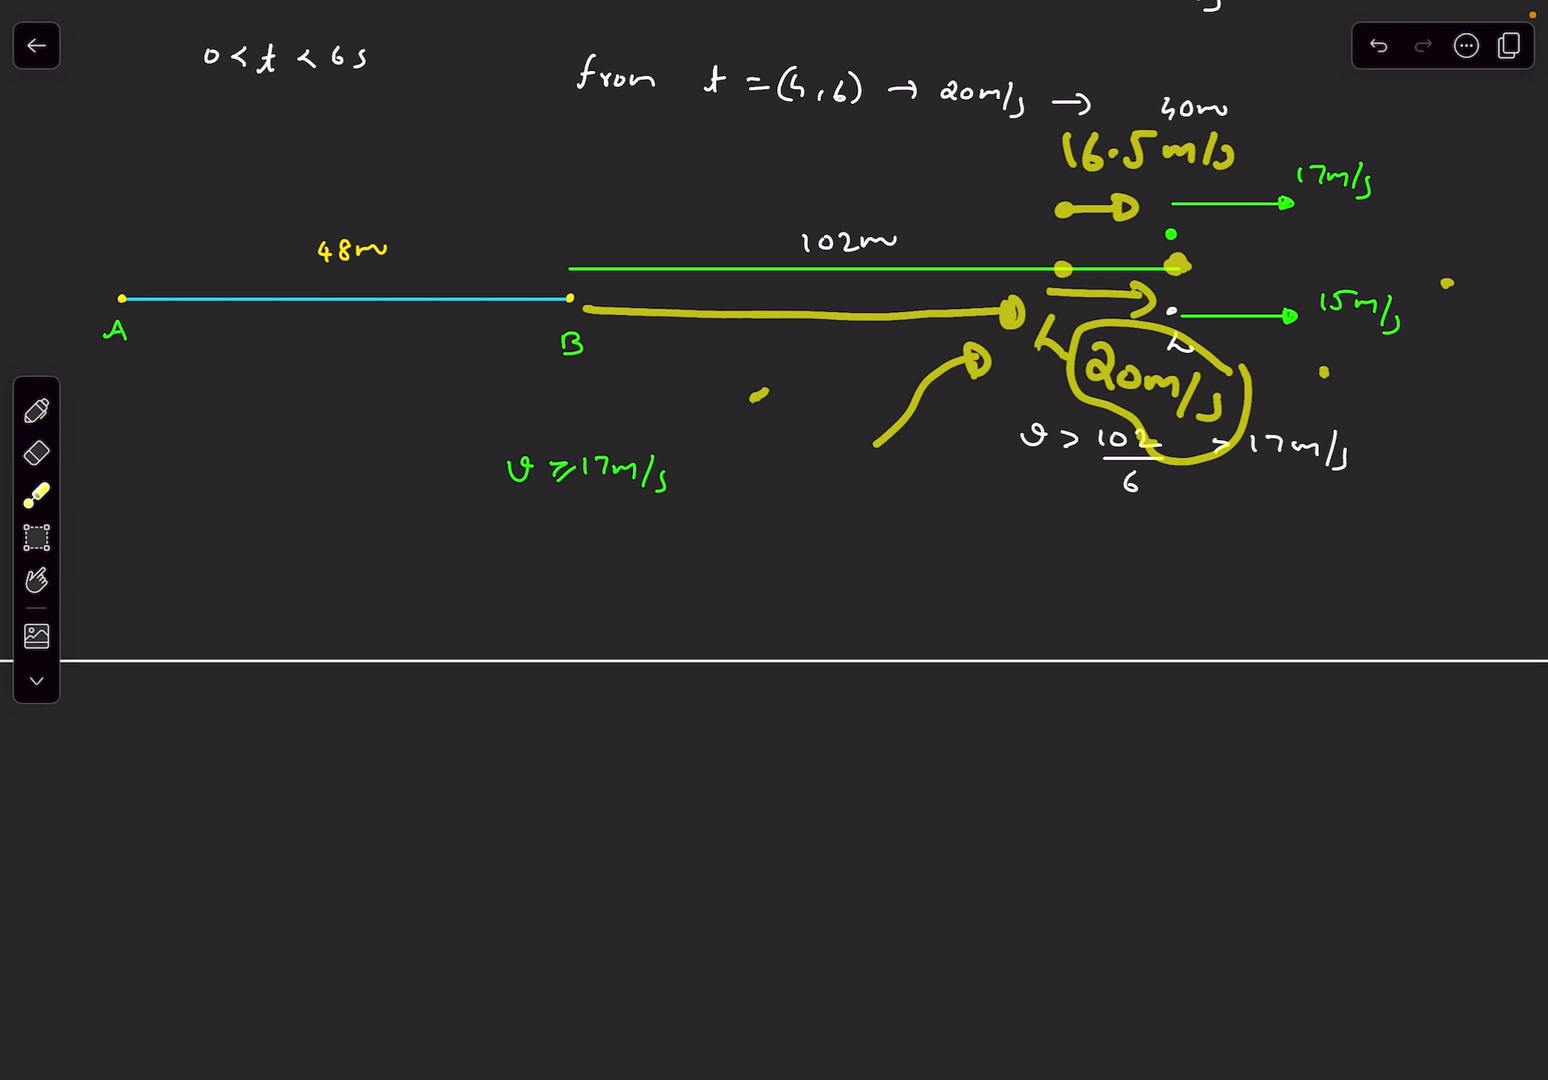 0 < t < 6 s
from t = (4, 6) → 20m/s → 40m
16.5 m/s
17m/s
48m
102m
A
B
15m/s
20m/s
v > 102/6 > 17m/s
v ≥ 17m/s